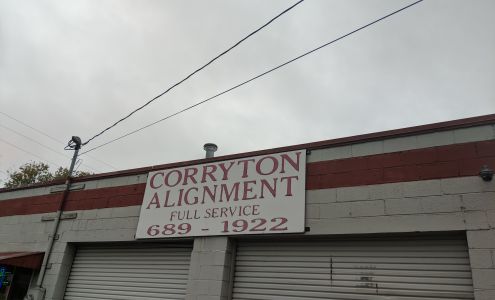 CORRYTON
ALIGNMENT
FULL SERVICE
689 - 1922